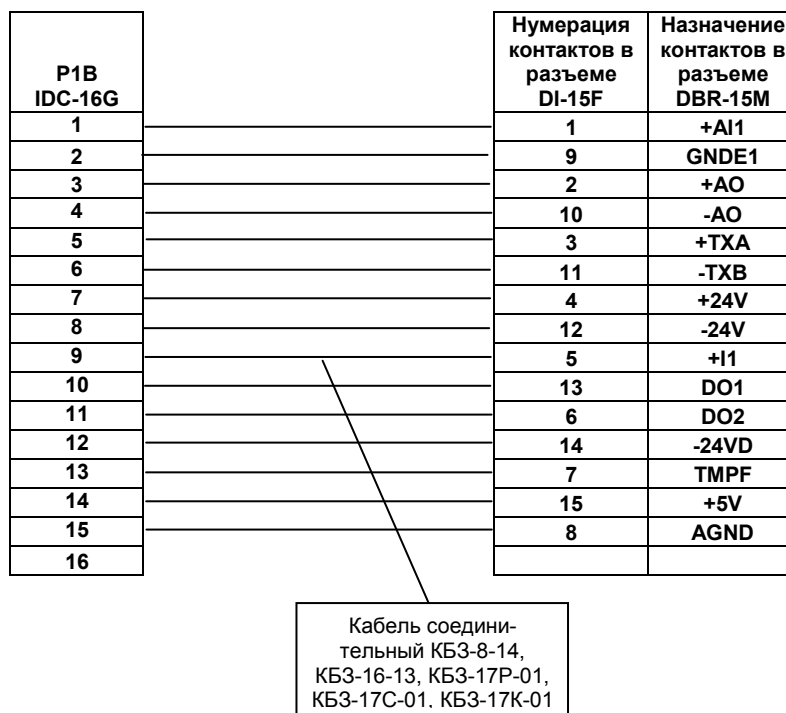 P1B
IDC-16G
Нумерация
контактов в
разъеме
DI-15F
Назначение
контактов в
разъеме
DBR-15M
1 1 +AI1
2 9 GNDE1
3 2 +AO
4 10 -AO
5 3 +TXA
6 11 -TXB
7 4 +24V
8 12 -24V
9 5 +I1
10 13 DO1
11 6 DO2
12 14 -24VD
13 7 TMPF
14 15 +5V
15 8 AGND
16
Кабель соедини-
тельный КБЗ-8-14,
КБЗ-16-13, КБЗ-17Р-01,
КБЗ-17С-01, КБЗ-17К-01